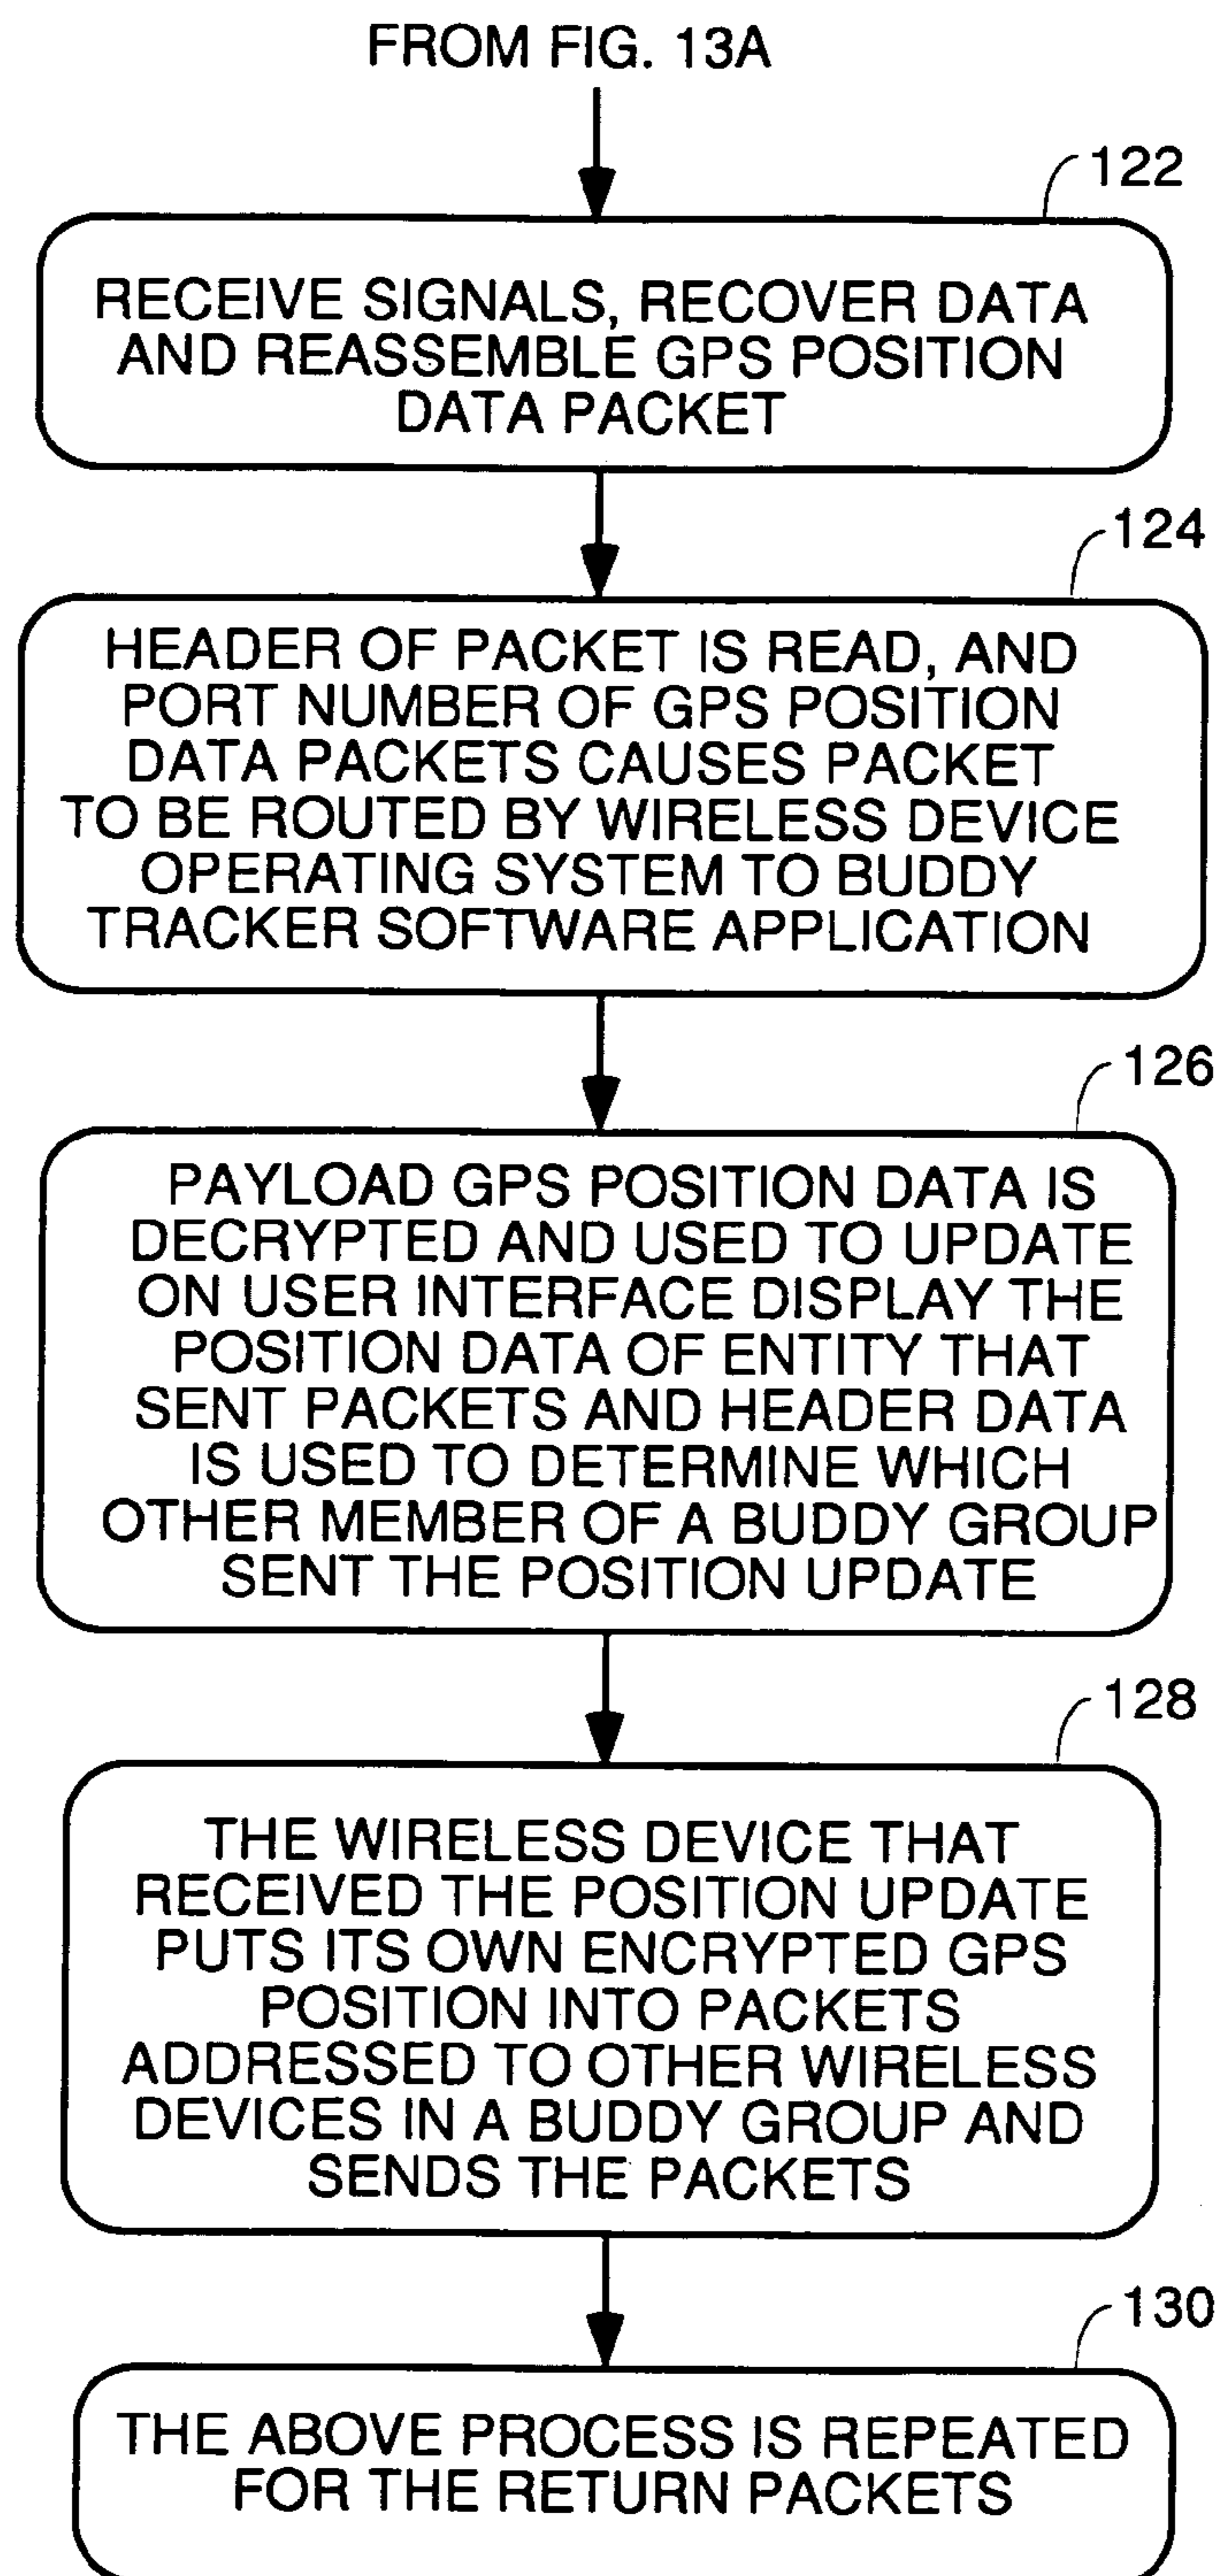 FROM FIG. 13A
122
RECEIVE SIGNALS, RECOVER DATA
AND REASSEMBLE GPS POSITION
DATA PACKET
124
HEADER OF PACKET IS READ, AND
PORT NUMBER OF GPS POSITION
DATA PACKETS CAUSES PACKET
TO BE ROUTED BY WIRELESS DEVICE
OPERATING SYSTEM TO BUDDY
TRACKER SOFTWARE APPLICATION
126
PAYLOAD GPS POSITION DATA IS
DECRYPTED AND USED TO UPDATE
ON USER INTERFACE DISPLAY THE
POSITION DATA OF ENTITY THAT
SENT PACKETS AND HEADER DATA
IS USED TO DETERMINE WHICH
OTHER MEMBER OF A BUDDY GROUP
SENT THE POSITION UPDATE
128
THE WIRELESS DEVICE THAT
RECEIVED THE POSITION UPDATE
PUTS ITS OWN ENCRYPTED GPS
POSITION INTO PACKETS
ADDRESSED TO OTHER WIRELESS
DEVICES IN A BUDDY GROUP AND
SENDS THE PACKETS
130
THE ABOVE PROCESS IS REPEATED
FOR THE RETURN PACKETS